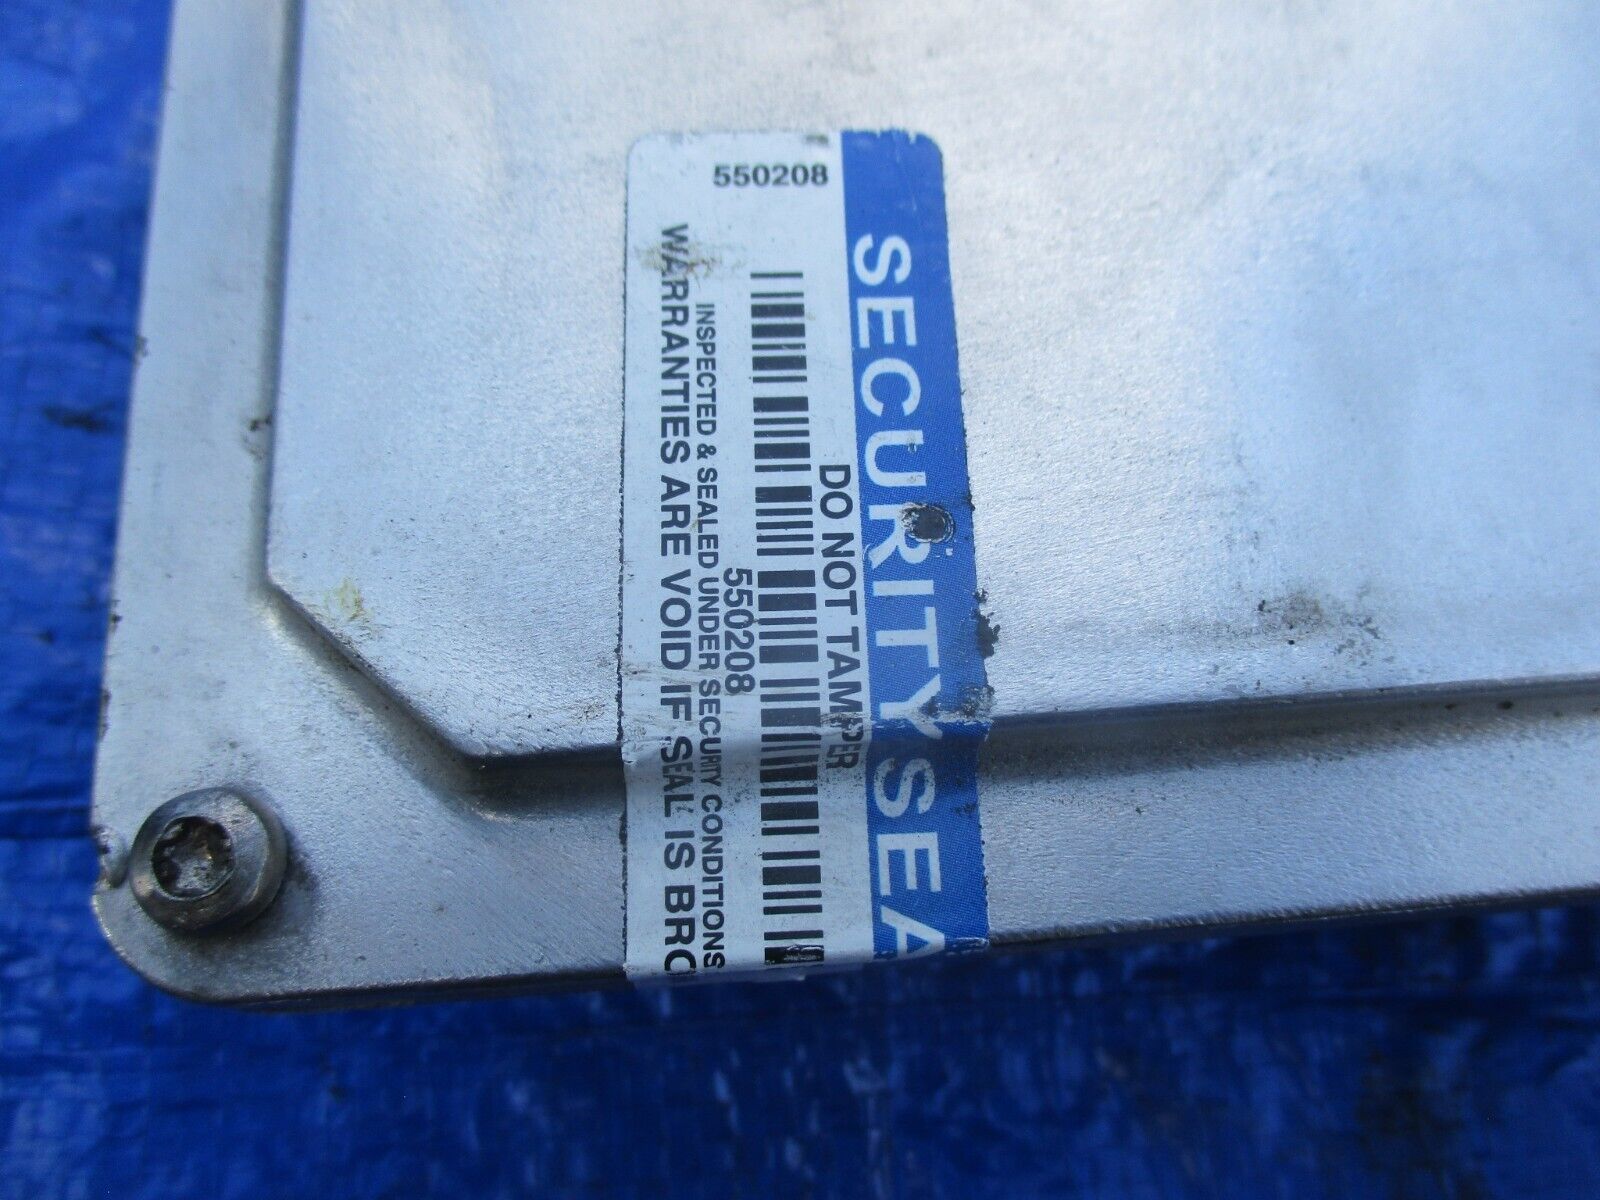 550208
SECURITY SEA
DO NOT TAMPER
550208
INSPECTED & SEALED UNDER SECURITY CONDITIONS
WARRANTIES ARE VOID IF SEAL IS BRO